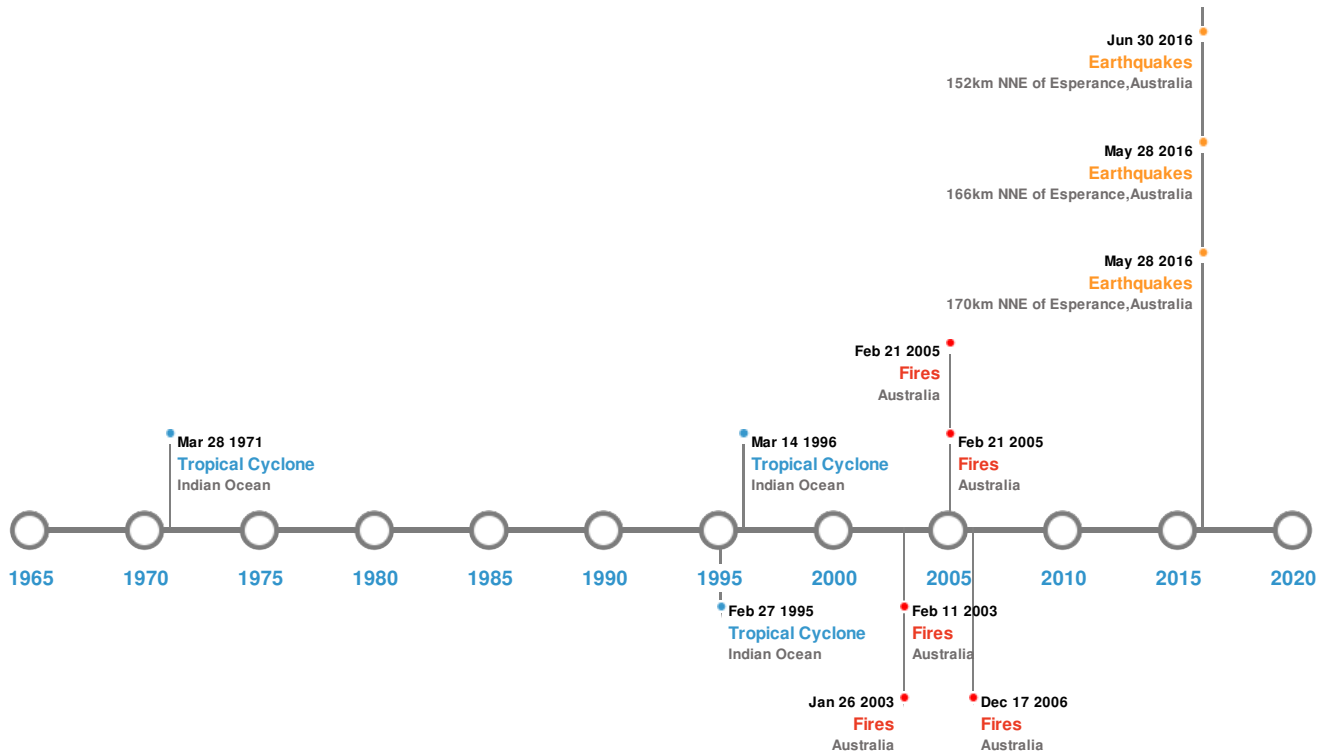 Jun 30 2016
Earthquakes
152km NNE of Esperance,Australia
May 28 2016
Earthquakes
166km NNE of Esperance,Australia
May 28 2016
Earthquakes
170km NNE of Esperance,Australia
Feb 21 2005
Fires
Australia
Mar 28 1971
Tropical Cyclone
Indian Ocean
Mar 14 1996
Tropical Cyclone
Indian Ocean
Feb 21 2005
Fires
Australia
1965 1970 1975 1980 1985 1990 1995 2000 2005 2010 2015 2020
Feb 27 1995
Tropical Cyclone
Indian Ocean
Feb 11 2003
Fires
Australia
Jan 26 2003
Fires
Australia
Dec 17 2006
Fires
Australia